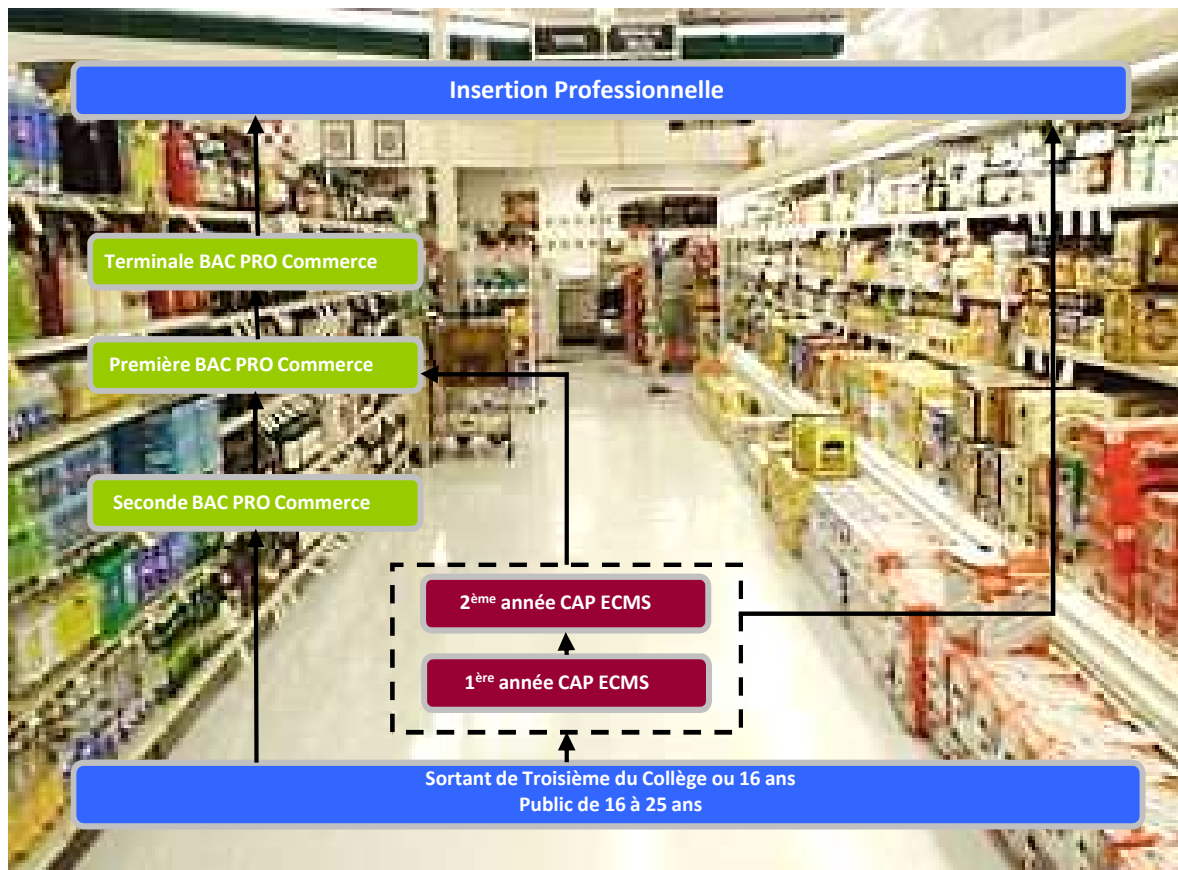 Insertion Professionnelle
Terminale BAC PRO Commerce
Première BAC PRO Commerce
Seconde BAC PRO Commerce
2ème année CAP ECMS
1ère année CAP ECMS
Sortant de Troisième du Collège ou 16 ans
Public de 16 à 25 ans